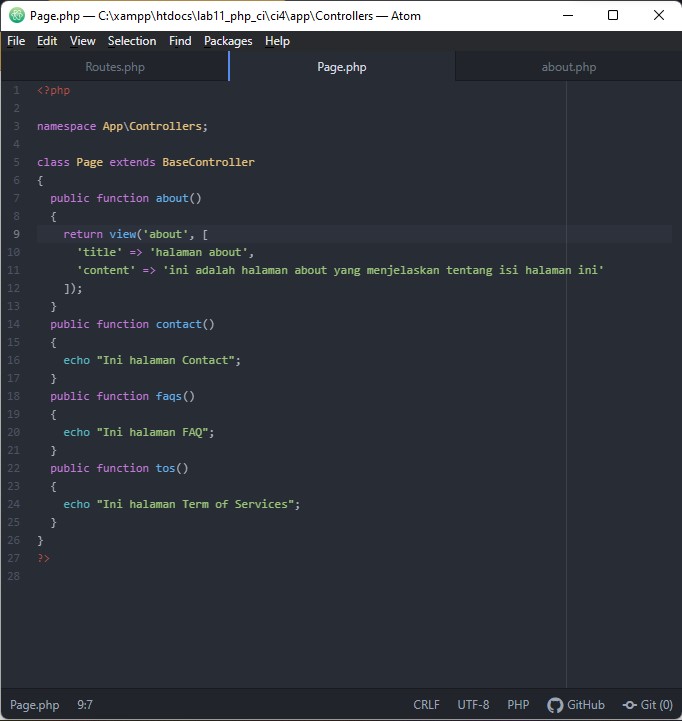 Page.php — C:\xampp\htdocs\lab11_php_ci\ci4\app\Controllers — Atom
File Edit View Selection Find Packages Help
Routes.php Page.php about.php
1 <?php
2
3 namespace App\Controllers;
4
5 class Page extends BaseController
6 {
7 public function about()
8 {
9 return view('about', [
10 'title' => 'halaman about',
11 'content' => 'ini adalah halaman about yang menjelaskan tentang isi halaman ini'
12 ]);
13 }
14 public function contact()
15 {
16 echo "Ini halaman Contact";
17 }
18 public function faqs()
19 {
20 echo "Ini halaman FAQ";
21 }
22 public function tos()
23 {
24 echo "Ini halaman Term of Services";
25 }
26 }
27 ?>
28
Page.php 9:7 CRLF UTF-8 PHP GitHub Git (0)